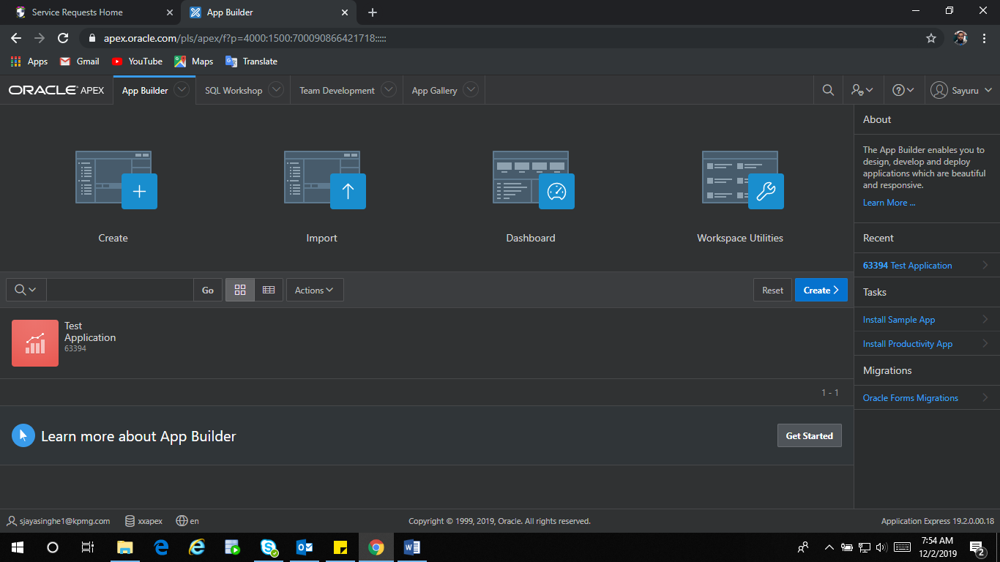 Service Requests Home
App Builder
apex.oracle.com/pls/apex/f?p=4000:1500:700090866421718:::::
Apps Gmail YouTube Maps Translate
ORACLE APEX App Builder SQL Workshop Team Development App Gallery Sayuru
About
The App Builder enables you to
design, develop and deploy
applications which are beautiful
and responsive.
Learn More ...
Create Import Dashboard Workspace Utilities
Recent
63394 Test Application
Go Actions Reset Create
Tasks
Install Sample App
Install Productivity App
Test
Application
63394
Migrations
Oracle Forms Migrations
1 - 1
Learn more about App Builder Get Started
sjayasinghe1@kpmg.com xxapex en Copyright © 1999, 2019, Oracle. All rights reserved. Application Express 19.2.0.00.18
7:54 AM
12/2/2019
2